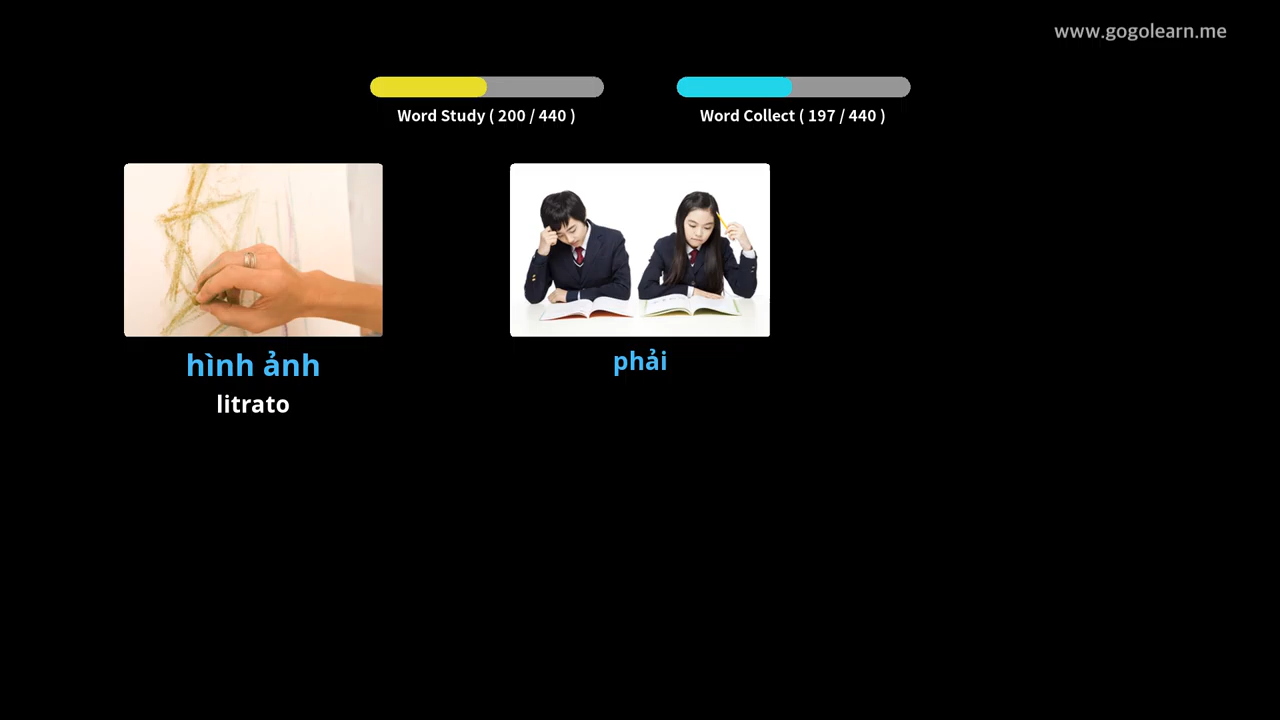 www.gogolearn.me
Word Study ( 200 / 440 )
Word Collect ( 197 / 440 )
hình ảnh
litrato
phải